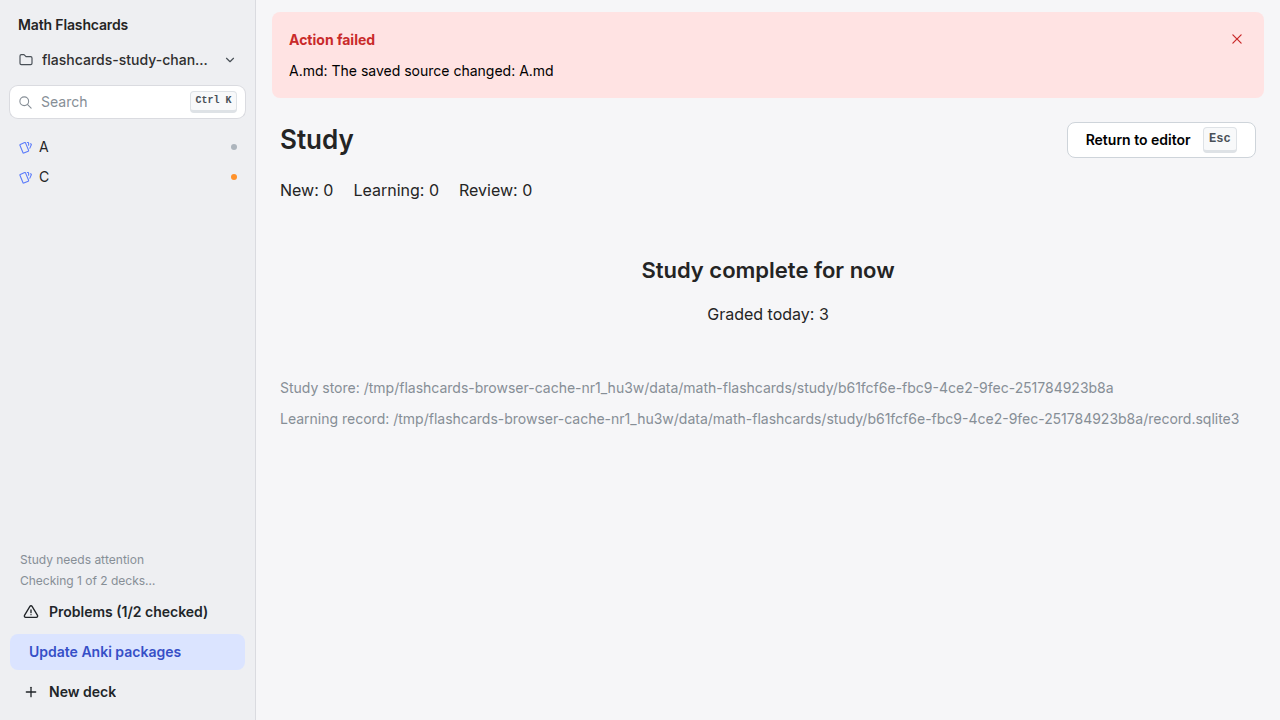 Math Flashcards
flashcards-study-chan...
Search Ctrl K
A
C
Study needs attention
Checking 1 of 2 decks...
Problems (1/2 checked)
Update Anki packages
New deck
Action failed
A.md: The saved source changed: A.md
Study
Return to editor Esc
New: 0 Learning: 0 Review: 0
Study complete for now
Graded today: 3
Study store: /tmp/flashcards-browser-cache-nr1_hu3w/data/math-flashcards/study/b61fcf6e-fbc9-4ce2-9fec-251784923b8a
Learning record: /tmp/flashcards-browser-cache-nr1_hu3w/data/math-flashcards/study/b61fcf6e-fbc9-4ce2-9fec-251784923b8a/record.sqlite3